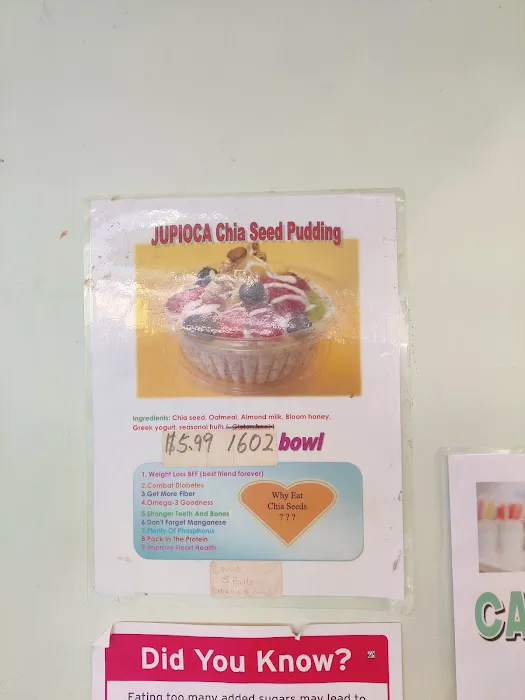 JUPIOCA Chia Seed Pudding
Ingredients: Chia seed, Oatmeal, Almond milk, Bloom honey,
Greek yogurt, seasonal fruits
$5.99 16OZ bowl
1. Weight Loss BFF (best friend forever)
2.Combat Diabetes
3.Get More Fiber
4.Omega-3 Goodness
5.Stronger Teeth And Bones
6.Don't Forget Manganese
7.Plenty Of Phosphorus
8.Pack In The Protein
9.Improve Heart Health
Why Eat
Chia Seeds
???
Did You Know?
Eating too many added sugars may lead to
CA